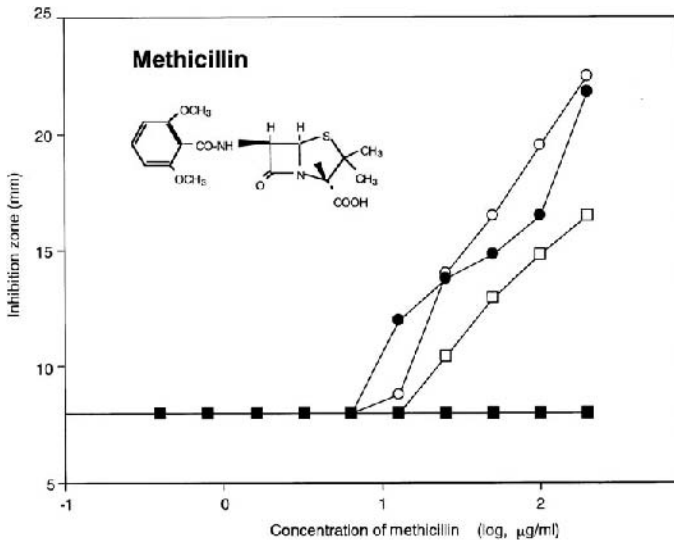 25
Methicillin
OCH₃
H H
S
CO-NH
CH₃
N
CH₃
O
OCH₃
COOH
20
15
10
5
Inhibition zone (mm)
-1 0 1 2
Concentration of methicillin (log, μg/ml)